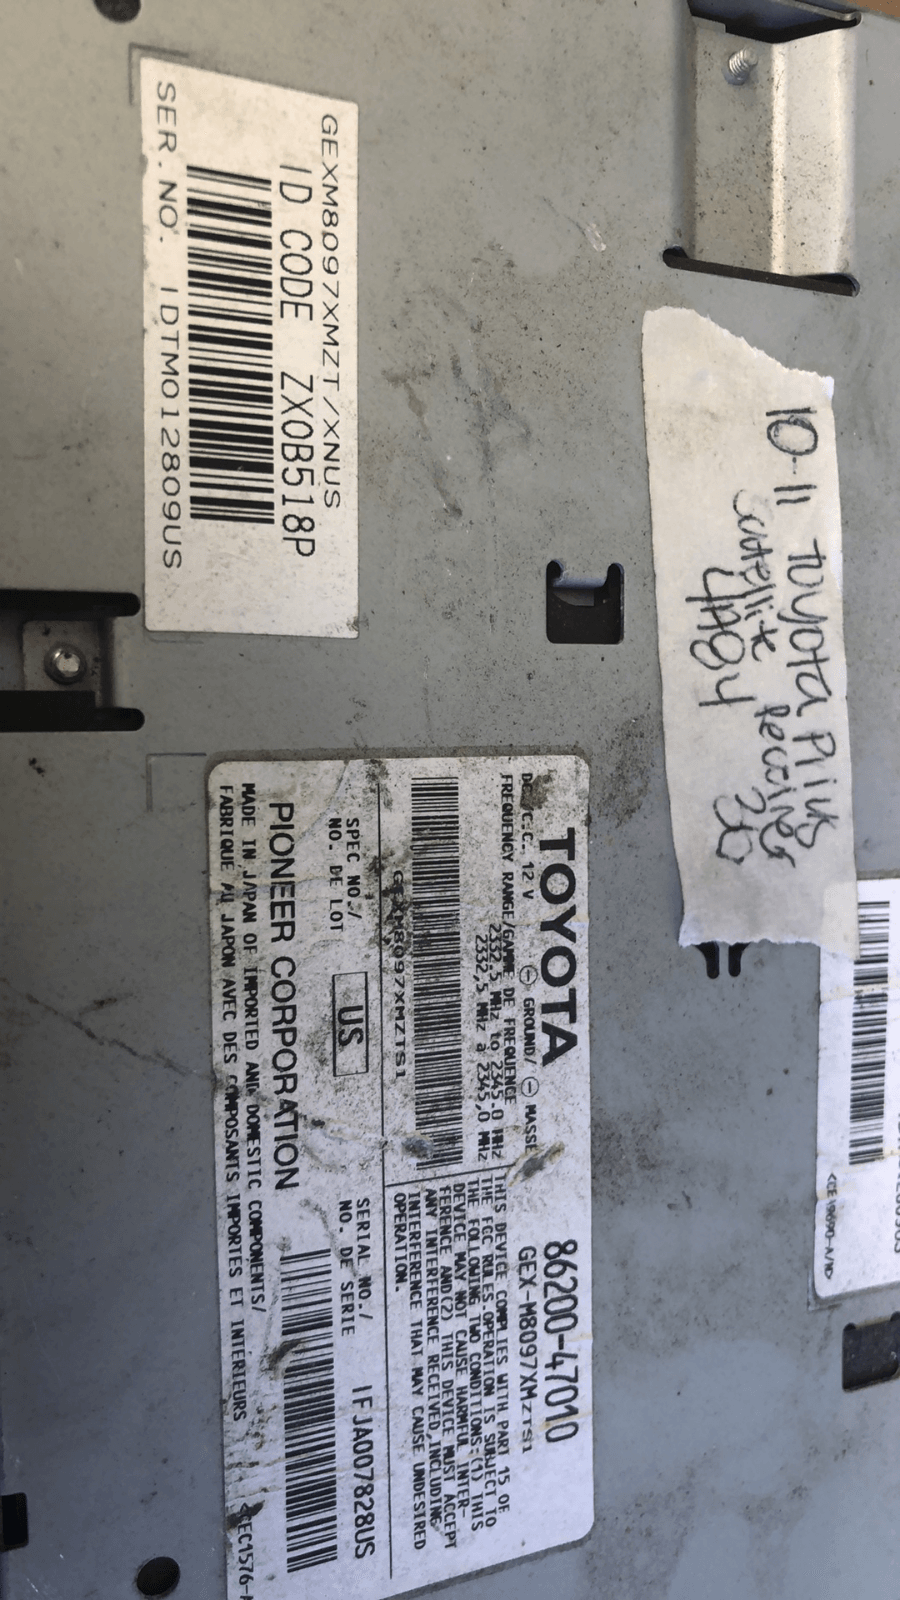 GEXM8097XMZT/XNUS
ID CODE ZX0B518P
SER.NO. IDTM012809US
10-11 toyota Prius
Satellite Receiver
4A84
TOYOTA 86200-47010
D.C./C.C. 12 V ⊖ GROUND/ ⊖ MASSE GEX-M8097XMZTS1
FREQUENCY RANGE/GAMME DE FREQUENCE
2332.5 MHz to 2345.0 MHz
2332,5 MHz à 2345,0 MHz
THIS DEVICE COMPLIES WITH PART 15 OF
THE FCC RULES.OPERATION IS SUBJECT TO
THE FOLLOWING TWO CONDITIONS:(1) THIS
DEVICE MAY NOT CAUSE HARMFUL INTER-
FERENCE AND(2) THIS DEVICE MUST ACCEPT
ANY INTERFERENCE RECEIVED,INCLUDING
INTERFERENCE THAT MAY CAUSE UNDESIRED
OPERATION.
GEXM8097XMZTS1
SPEC NO./
NO. DE LOT
US
SERIAL NO./
NO. DE SERIE
IFJA007828US
PIONEER CORPORATION
MADE IN JAPAN OF IMPORTED AND DOMESTIC COMPONENTS/
FABRIQUE AU JAPON AVEC DES COMPOSANTS IMPORTES ET INTERIEURS